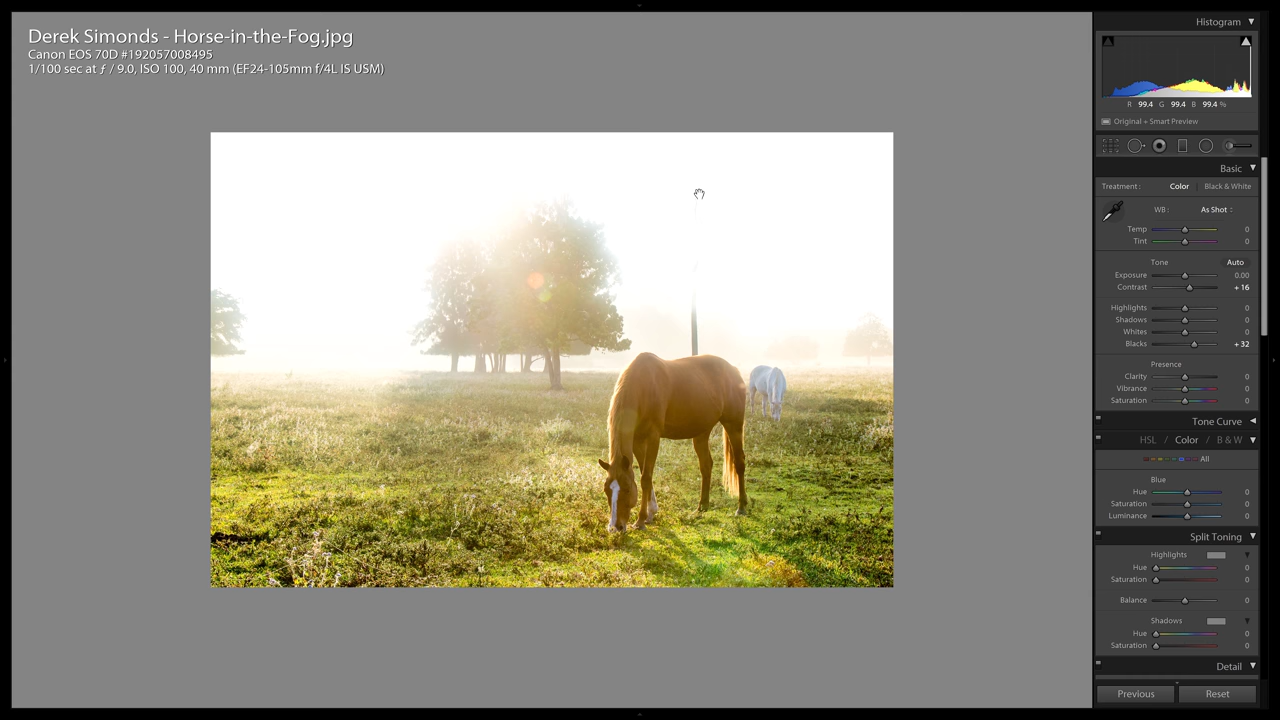 Derek Simonds - Horse-in-the-Fog.jpg
Canon EOS 70D #192057008495
1/100 sec at ƒ / 9.0, ISO 100, 40 mm (EF24-105mm f/4L IS USM)
Histogram
R 99.4 G 99.4 B 99.4 %
Original + Smart Preview
Basic
Treatment: Color | Black & White
WB: As Shot
Temp 0
Tint 0
Tone Auto
Exposure 0.00
Contrast + 16
Highlights 0
Shadows 0
Whites 0
Blacks + 32
Presence
Clarity 0
Vibrance 0
Saturation 0
Tone Curve
HSL / Color / B & W
All
Blue
Hue 0
Saturation 0
Luminance 0
Split Toning
Highlights
Hue 0
Saturation 0
Balance 0
Shadows
Hue 0
Saturation 0
Detail
Previous Reset